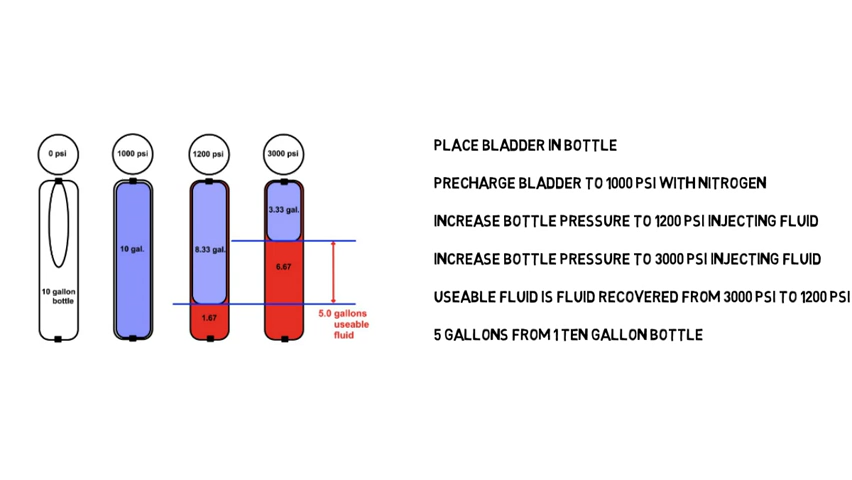 0 psi
1000 psi
1200 psi
3000 psi
10 gallon
bottle
10 gal.
8.33 gal.
1.67
3.33 gal.
6.67
5.0 gallons
useable
fluid
PLACE BLADDER IN BOTTLE
PRECHARGE BLADDER TO 1000 PSI WITH NITROGEN
INCREASE BOTTLE PRESSURE TO 1200 PSI INJECTING FLUID
INCREASE BOTTLE PRESSURE TO 3000 PSI INJECTING FLUID
USEABLE FLUID IS FLUID RECOVERED FROM 3000 PSI TO 1200 PSI
5 GALLONS FROM 1 TEN GALLON BOTTLE